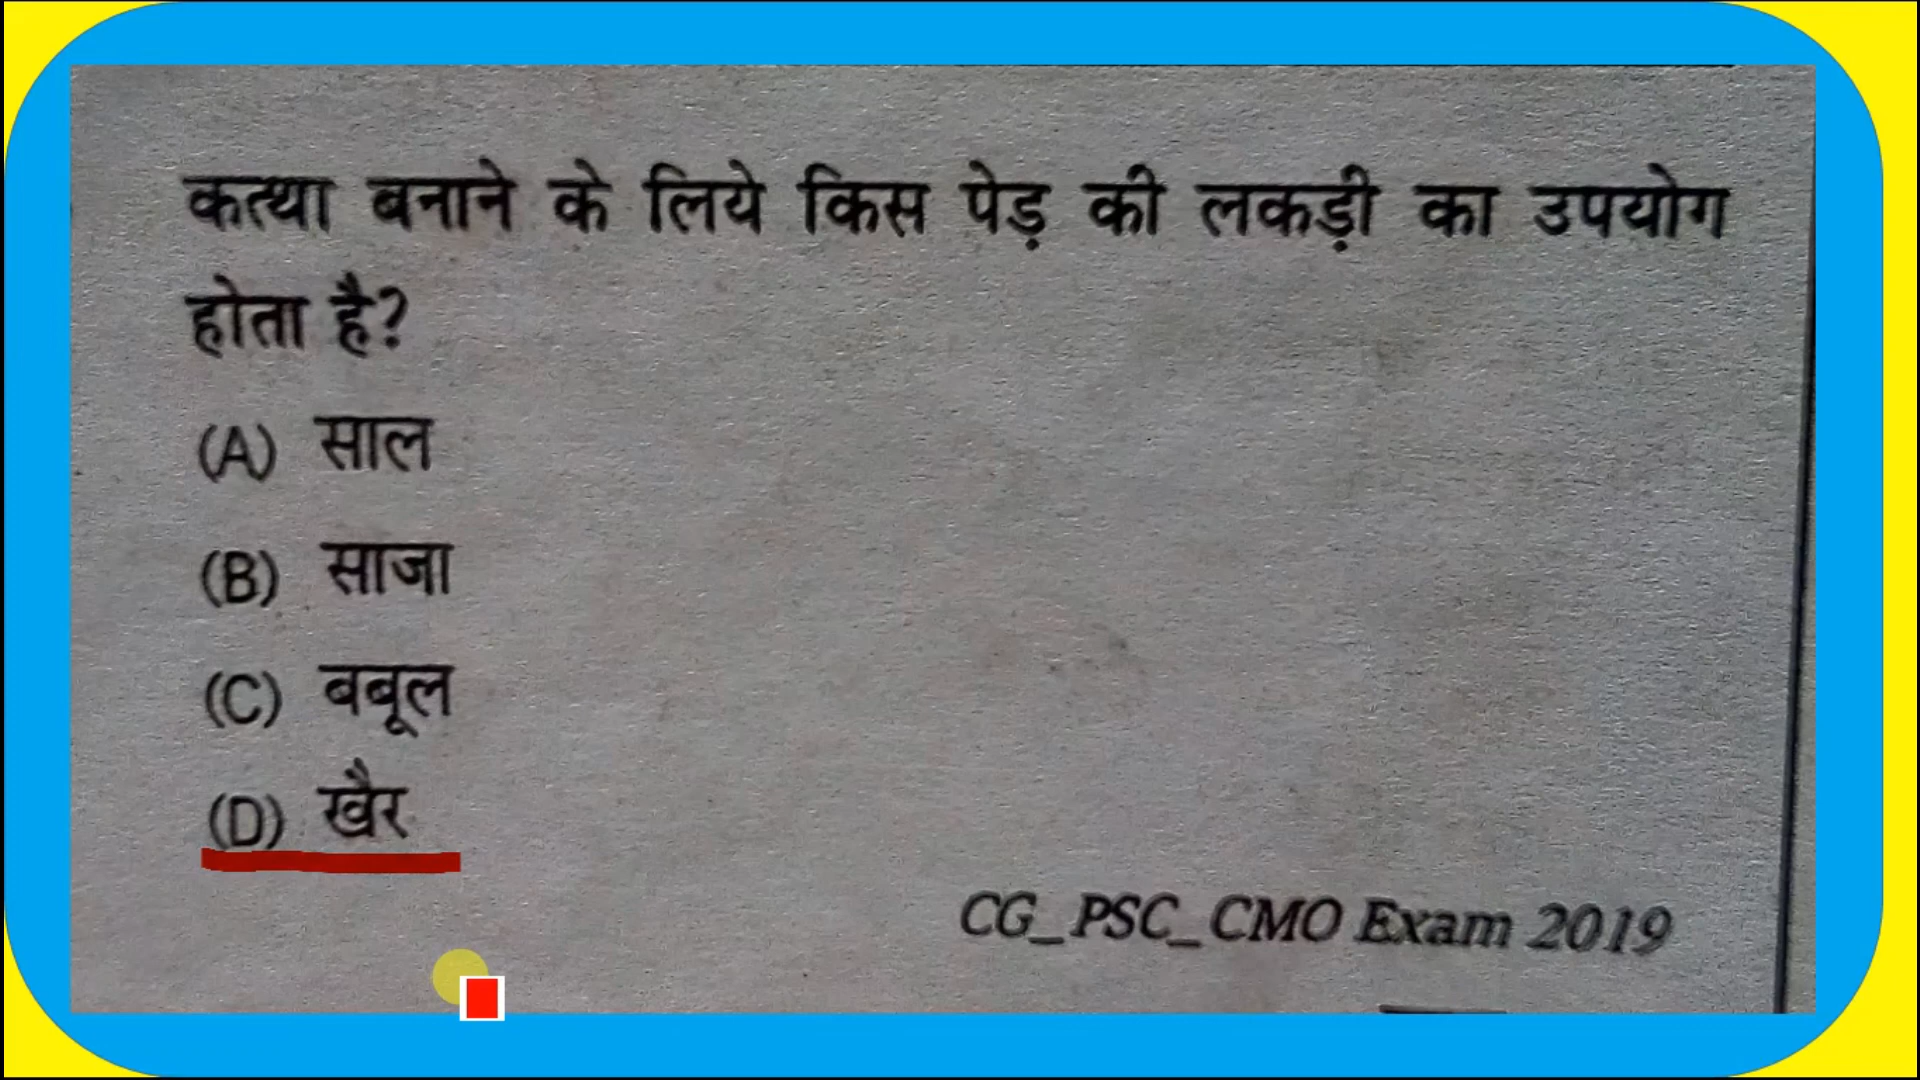 कत्था बनाने के लिये किस पेड़ की लकड़ी का उपयोग
होता है?
(A) साल
(B) साजा
(C) बबूल
(D) खैर
CG_PSC_CMO Exam 2019